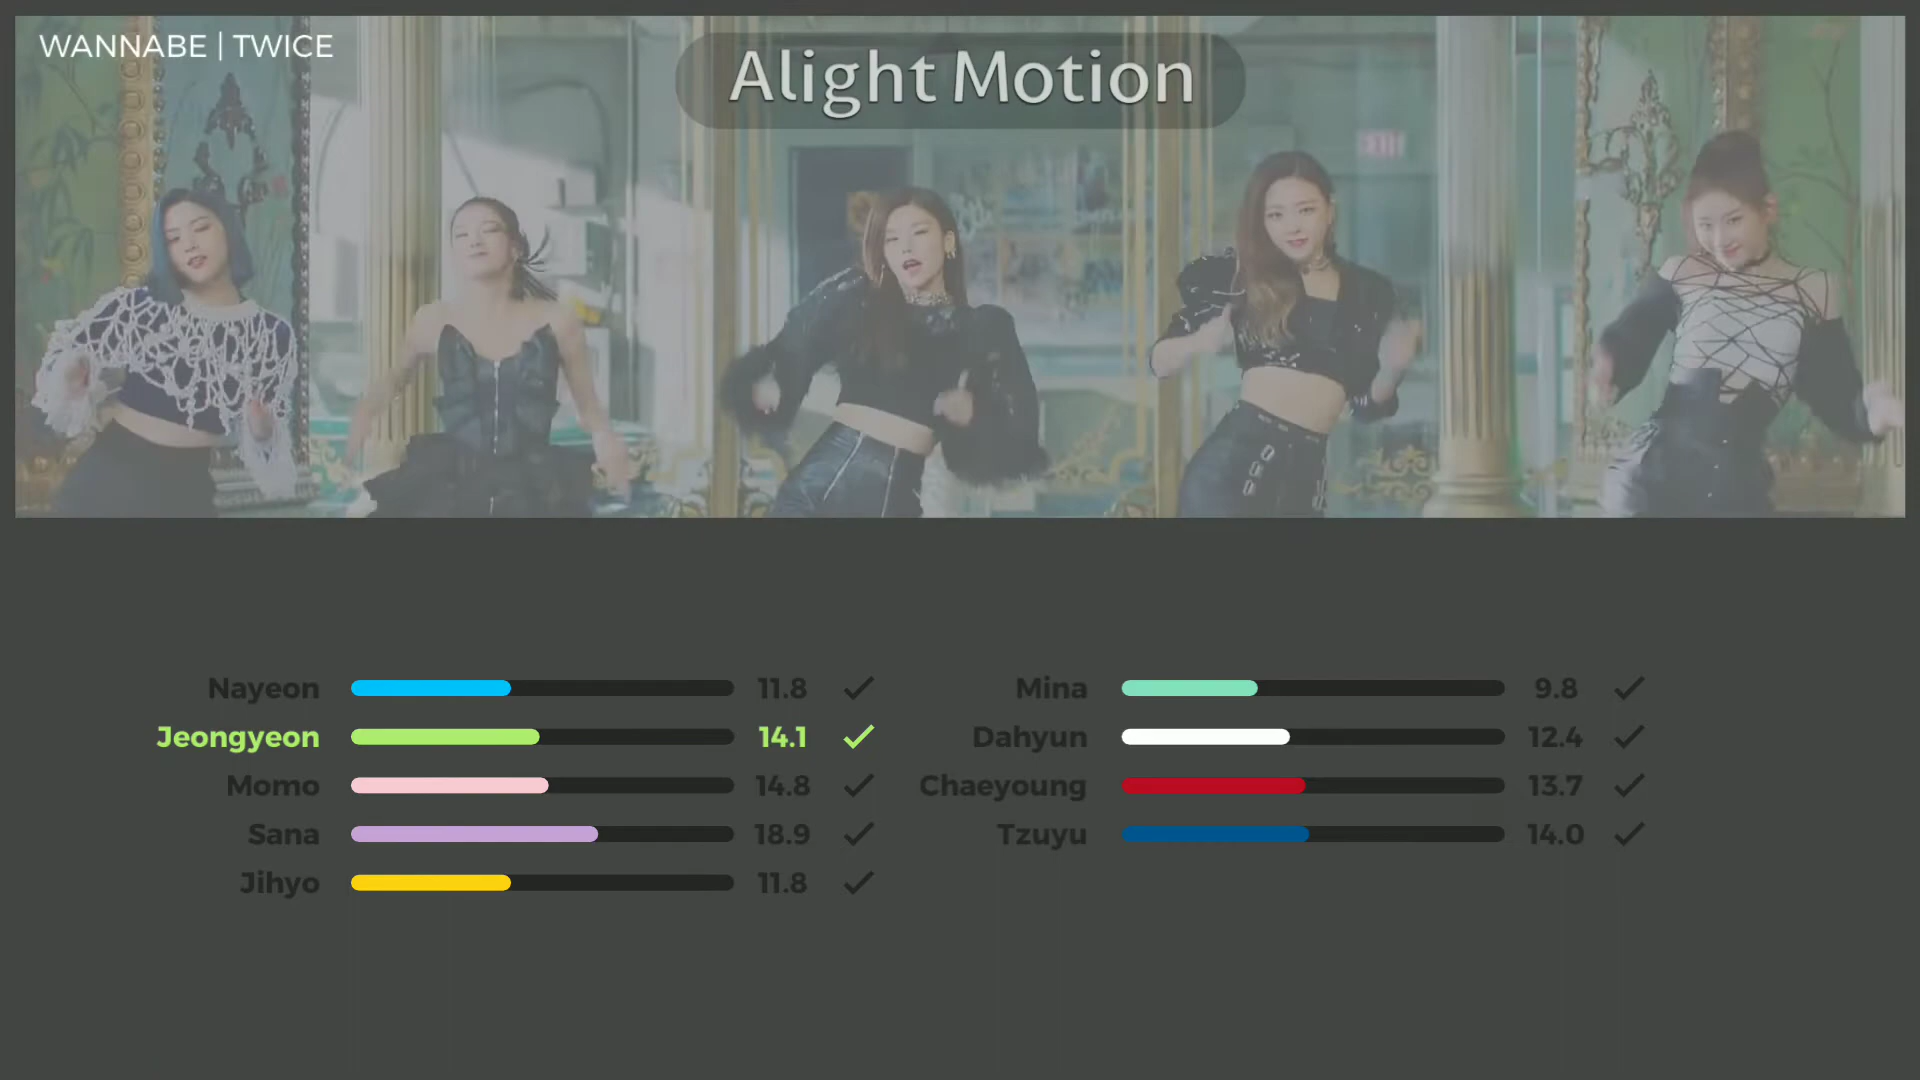 WANNABE | TWICE
Alight Motion
EXIT
Nayeon 11.8
Jeongyeon 14.1
Momo 14.8
Sana 18.9
Jihyo 11.8
Mina 9.8
Dahyun 12.4
Chaeyoung 13.7
Tzuyu 14.0